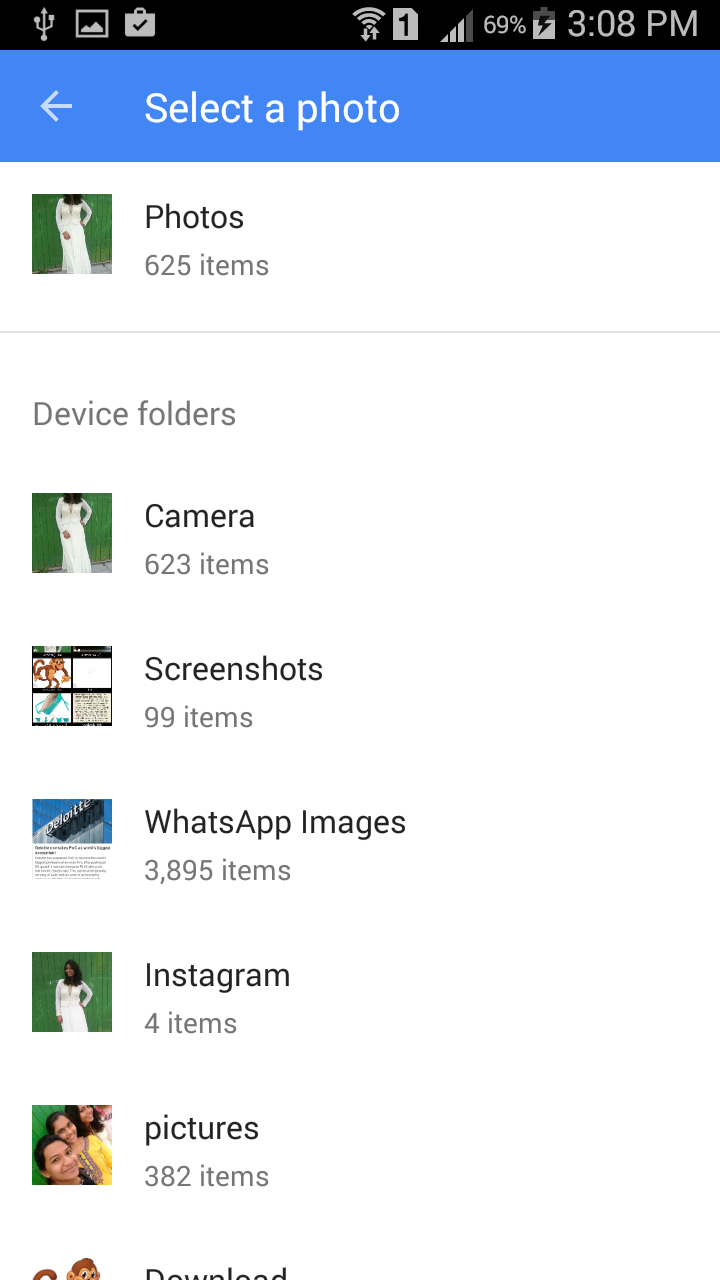 1 69% 3:08 PM
Select a photo
Photos
625 items
Device folders
Camera
623 items
Screenshots
99 items
WhatsApp Images
3,895 items
Deloitte
Instagram
4 items
pictures
382 items
Download